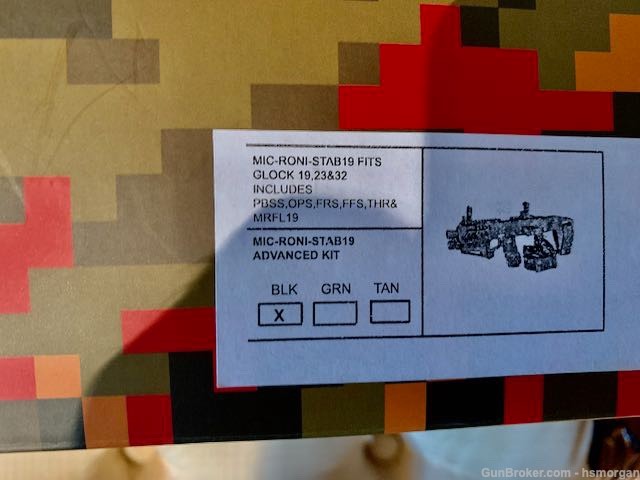 MIC-RONI-STAB19 FITS
GLOCK 19,23&32
INCLUDES
PBSS,OPS,FRS,FFS,THR&
MRFL19
MIC-RONI-STAB19
ADVANCED KIT
BLK GRN TAN
X
GunBroker.com - hsmorgan